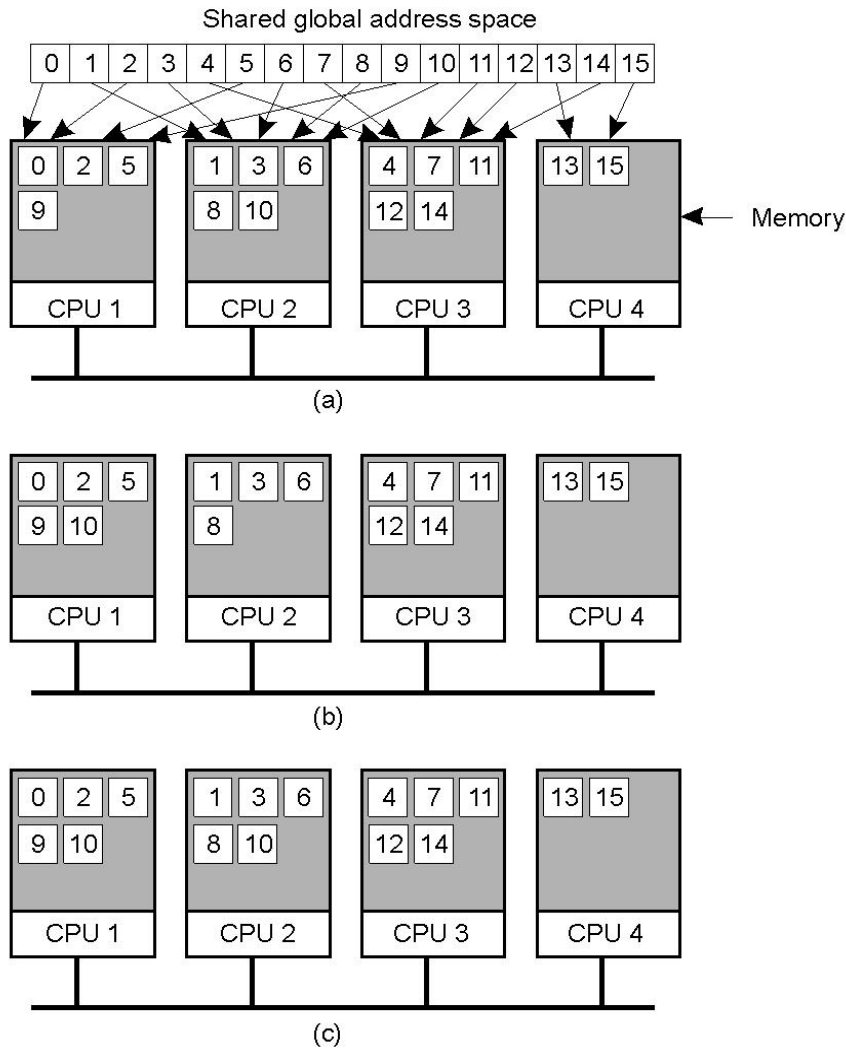 Shared global address space
0 1 2 3 4 5 6 7 8 9 10 11 12 13 14 15
0 2 5 1 3 6 4 7 11 13 15
9 8 10 12 14
Memory
CPU 1 CPU 2 CPU 3 CPU 4
(a)
0 2 5 1 3 6 4 7 11 13 15
9 10 8 12 14
CPU 1 CPU 2 CPU 3 CPU 4
(b)
0 2 5 1 3 6 4 7 11 13 15
9 10 8 10 12 14
CPU 1 CPU 2 CPU 3 CPU 4
(c)